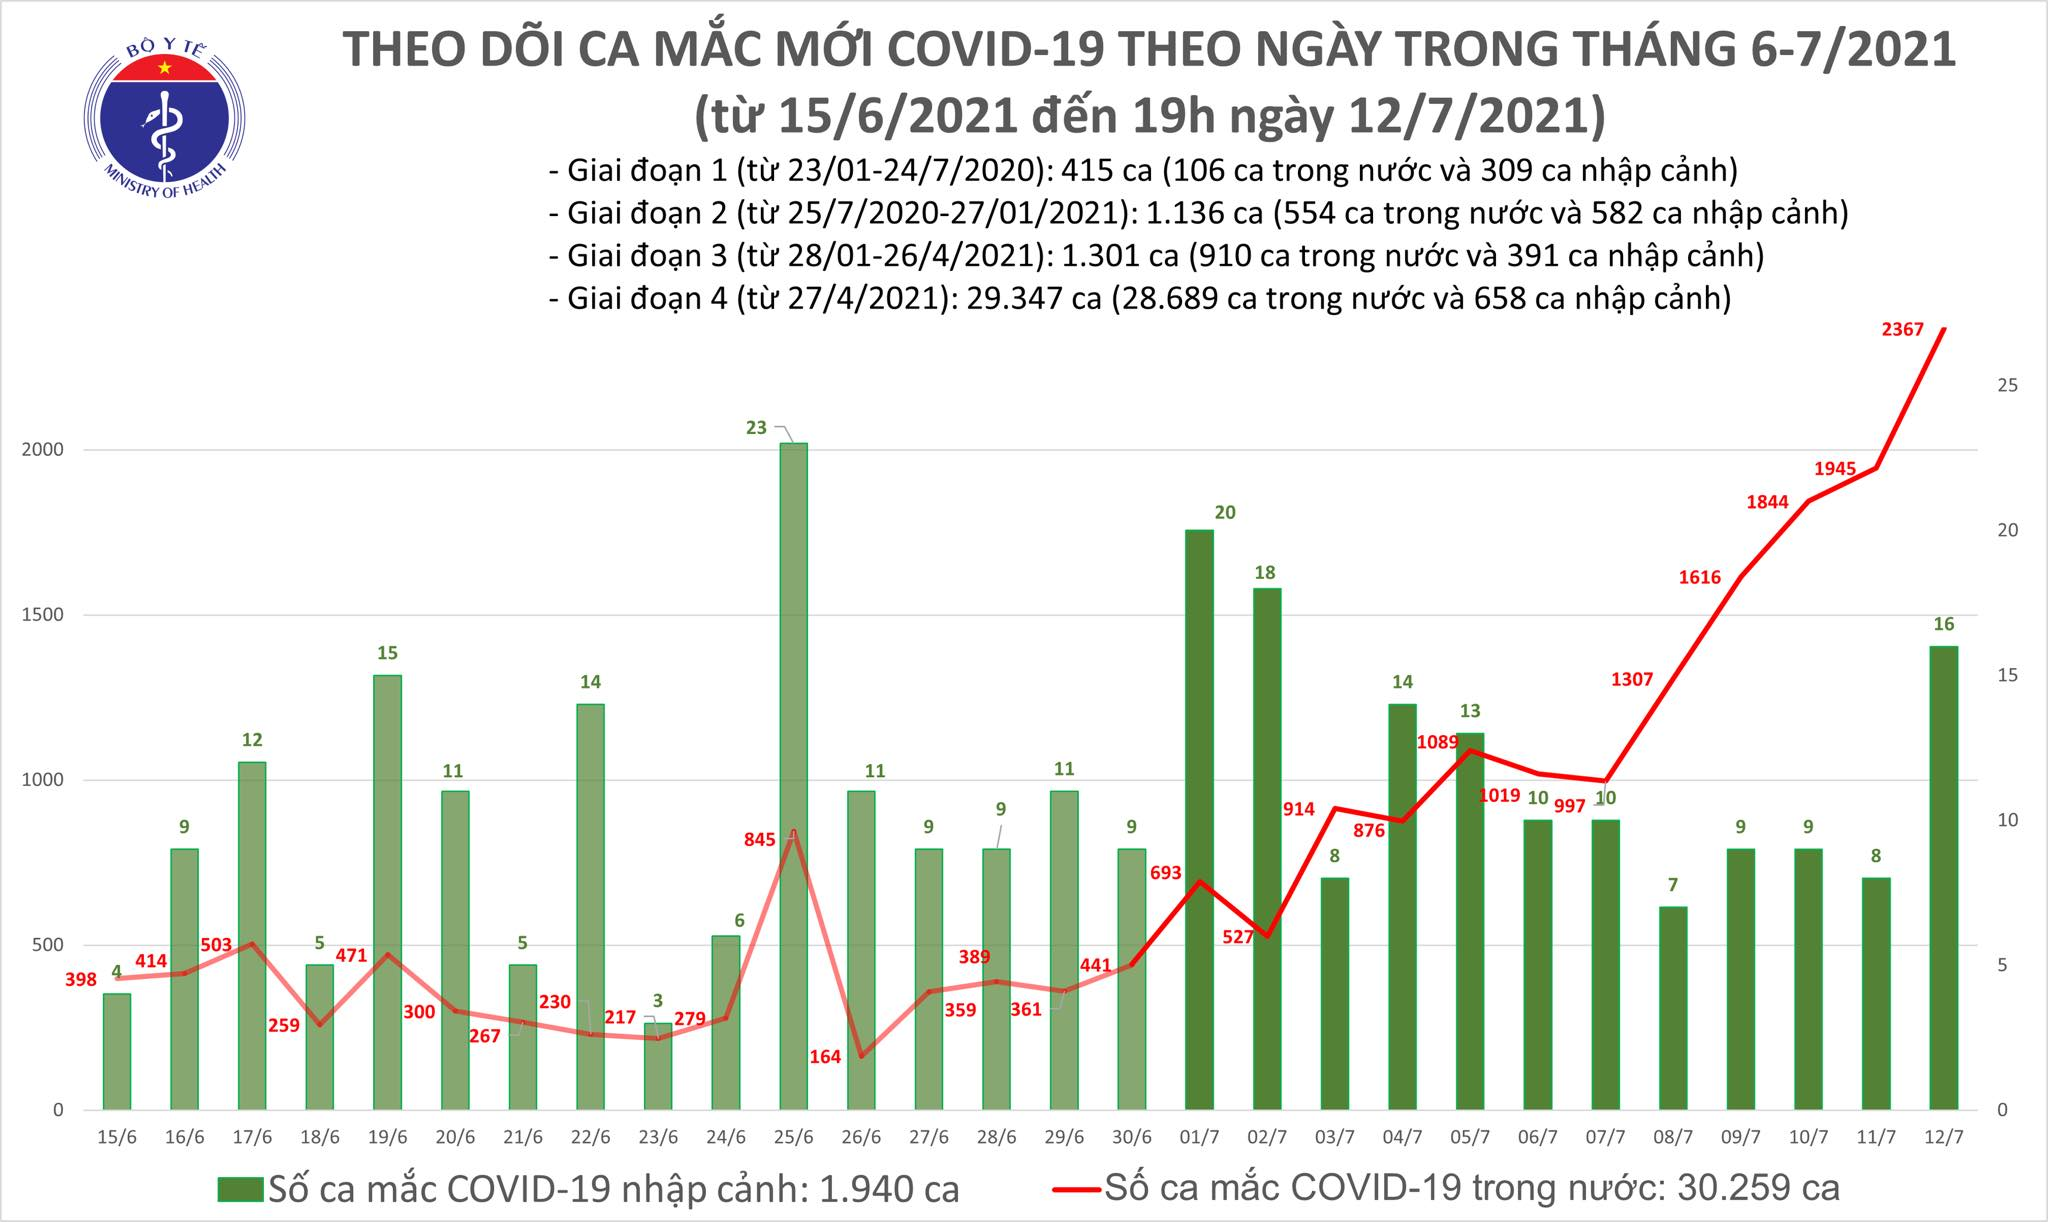 BỘ Y TẾ
MINISTRY OF HEALTH
THEO DÕI CA MẮC MỚI COVID-19 THEO NGÀY TRONG THÁNG 6-7/2021
(từ 15/6/2021 đến 19h ngày 12/7/2021)
- Giai đoạn 1 (từ 23/01-24/7/2020): 415 ca (106 ca trong nước và 309 ca nhập cảnh)
- Giai đoạn 2 (từ 25/7/2020-27/01/2021): 1.136 ca (554 ca trong nước và 582 ca nhập cảnh)
- Giai đoạn 3 (từ 28/01-26/4/2021): 1.301 ca (910 ca trong nước và 391 ca nhập cảnh)
- Giai đoạn 4 (từ 27/4/2021): 29.347 ca (28.689 ca trong nước và 658 ca nhập cảnh)
2000
1500
1000
500
0
25
20
15
10
5
0
4 9 12 5 15 11 5 14 3 6 23 11 9 9 11 9 20 18 8 14 13 10 10 7 9 9 8 16
398 414 503 259 471 300 267 230 217 279 845 164 359 389 361 441 693 527 914 876 1089 1019 997 1307 1616 1844 1945 2367
15/6 16/6 17/6 18/6 19/6 20/6 21/6 22/6 23/6 24/6 25/6 26/6 27/6 28/6 29/6 30/6 01/7 02/7 03/7 04/7 05/7 06/7 07/7 08/7 09/7 10/7 11/7 12/7
Số ca mắc COVID-19 nhập cảnh: 1.940 ca
Số ca mắc COVID-19 trong nước: 30.259 ca